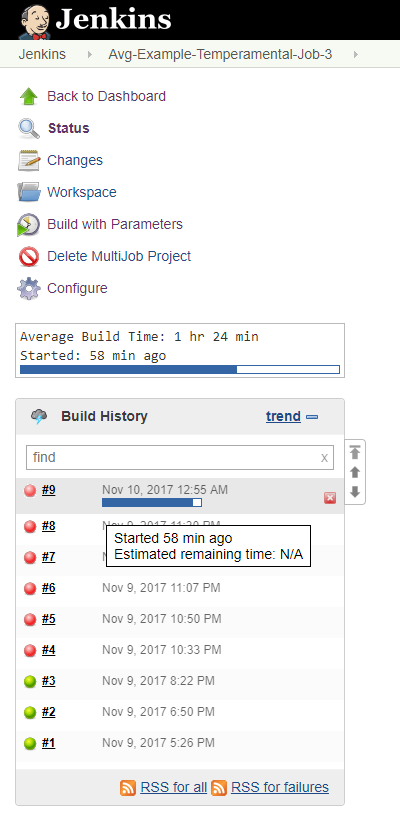 Jenkins
Jenkins Avg-Example-Temperamental-Job-3
Back to Dashboard
Status
Changes
Workspace
Build with Parameters
Delete MultiJob Project
Configure
Average Build Time: 1 hr 24 min
Started: 58 min ago
Build History trend
find x
#9 Nov 10, 2017 12:55 AM
#8 Nov 9, 2017 11:20 PM
Started 58 min ago
Estimated remaining time: N/A
#7
#6 Nov 9, 2017 11:07 PM
#5 Nov 9, 2017 10:50 PM
#4 Nov 9, 2017 10:33 PM
#3 Nov 9, 2017 8:22 PM
#2 Nov 9, 2017 6:50 PM
#1 Nov 9, 2017 5:26 PM
RSS for all RSS for failures